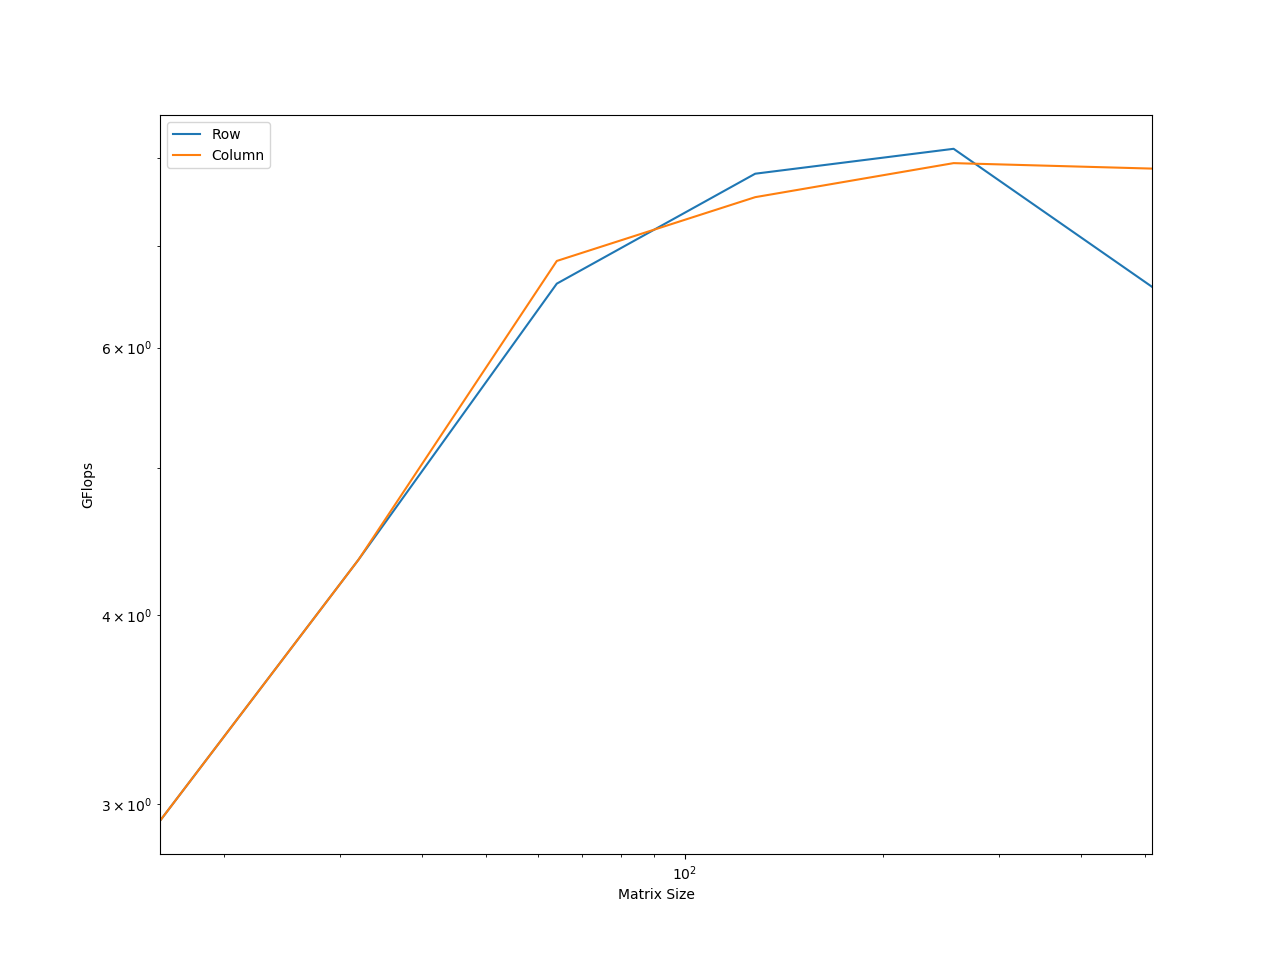 Row
Column
6 × 10⁰
4 × 10⁰
3 × 10⁰
GFlops
10²
Matrix Size